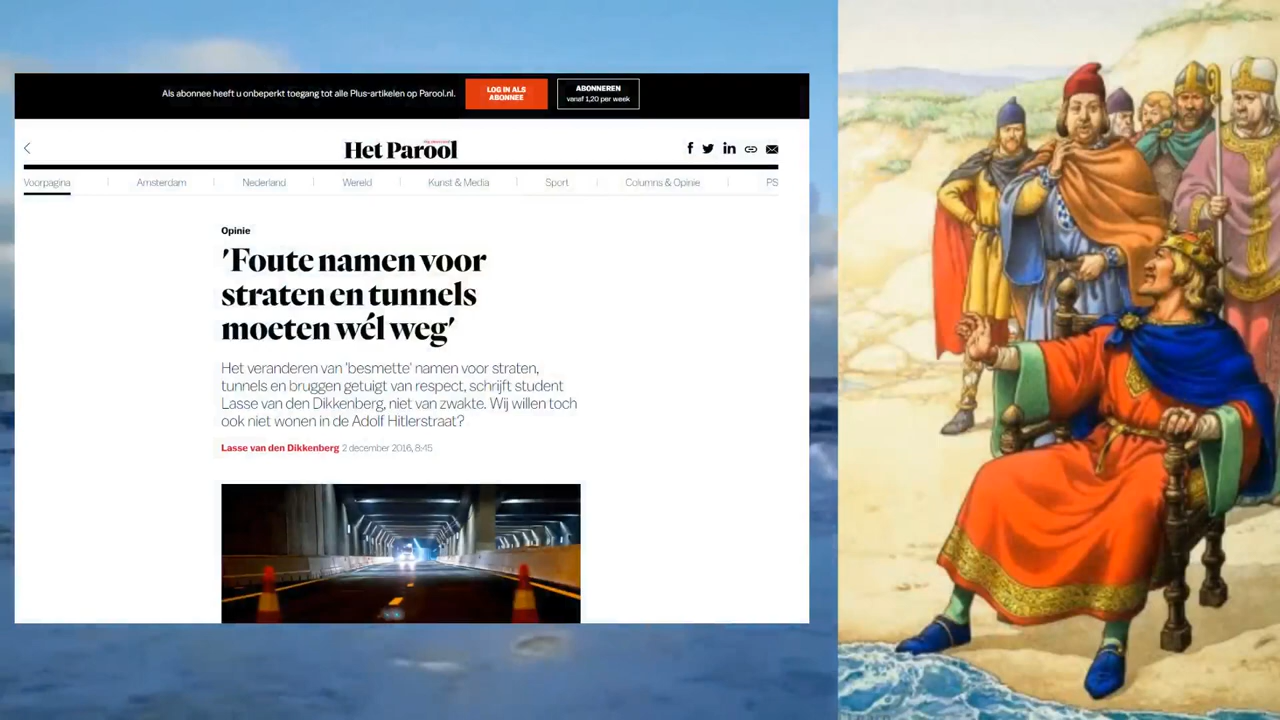 Als abonnee heeft u onbeperkt toegang tot alle Plus-artikelen op Parool.nl.
LOG IN ALS
ABONNEE
ABONNEREN
vanaf 1,20 per week
Het Parool
Voorpagina
Amsterdam
Nederland
Wereld
Kunst & Media
Sport
Columns & Opinie
PS
Opinie
'Foute namen voor
straten en tunnels
moeten wél weg'
Het veranderen van 'besmette' namen voor straten,
tunnels en bruggen getuigt van respect, schrijft student
Lasse van den Dikkenberg, niet van zwakte. Wij willen toch
ook niet wonen in de Adolf Hitlerstraat?
Lasse van den Dikkenberg 2 december 2016, 8:45